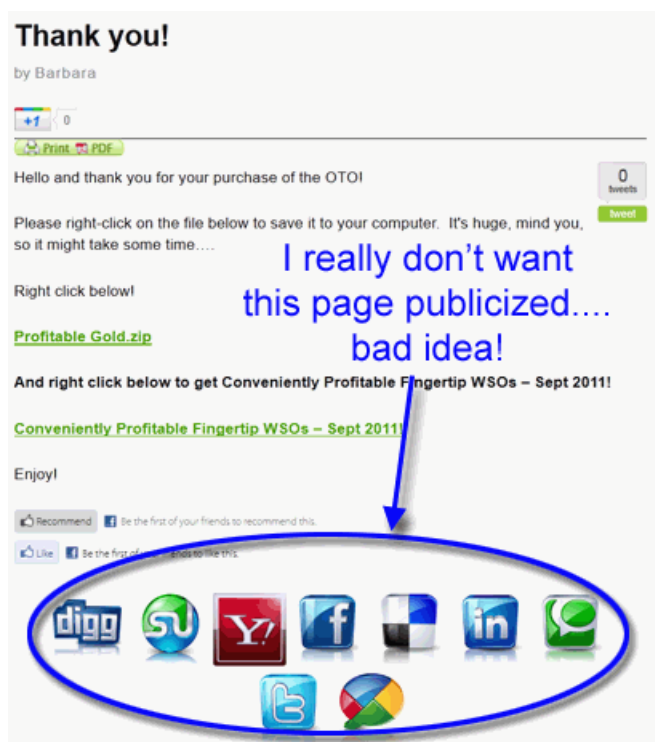 Thank you!
by Barbara
+1 0
Print PDF
0
tweets
tweet
Hello and thank you for your purchase of the OTO!
Please right-click on the file below to save it to your computer. It's huge, mind you,
so it might take some time....
I really don't want
this page publicized....
bad idea!
Right click below!
Profitable Gold.zip
And right click below to get Conveniently Profitable Fingertip WSOs – Sept 2011!
Conveniently Profitable Fingertip WSOs – Sept 2011!
Enjoy!
Recommend f Be the first of your friends to recommend this.
Like f Be the first of your friends to like this.
digg SU Y! f in
t